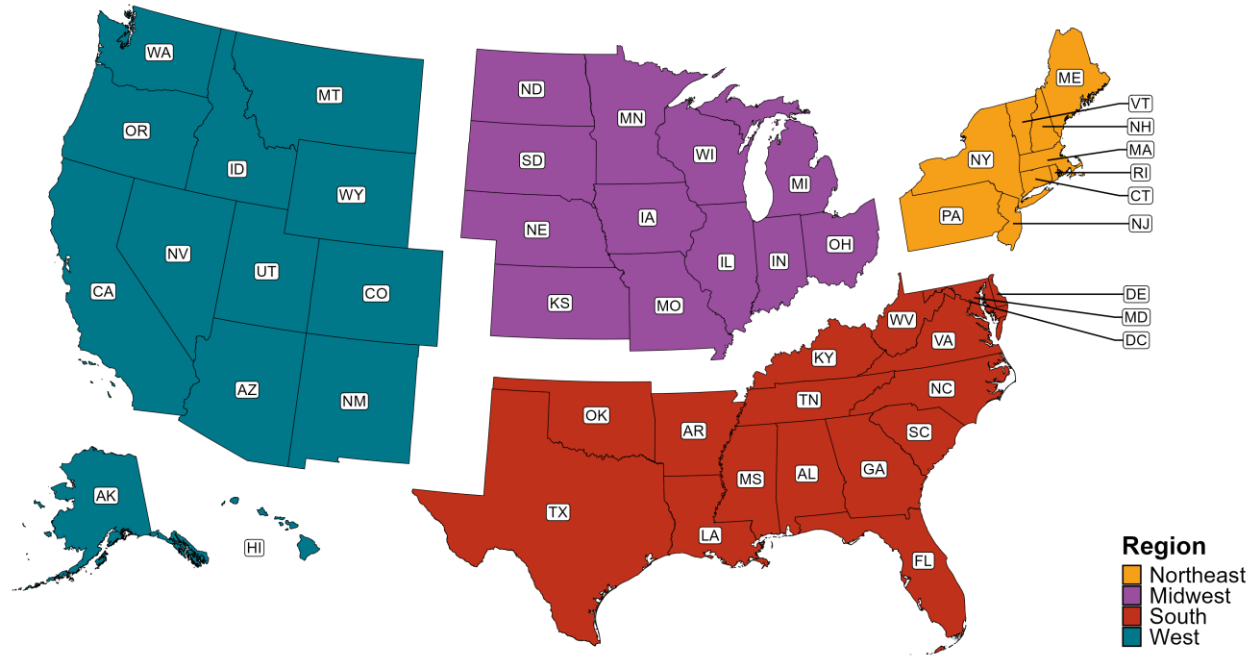 WA
MT
OR
ID
WY
NV
UT
CA
CO
AZ
NM
AK
HI
ND
MN
SD
WI
MI
NE
IA
IL
IN
OH
KS
MO
ME
VT
NH
NY
MA
RI
CT
PA
NJ
DE
MD
DC
WV
VA
KY
NC
TN
OK
AR
SC
MS
AL
GA
TX
LA
FL
Region
Northeast
Midwest
South
West